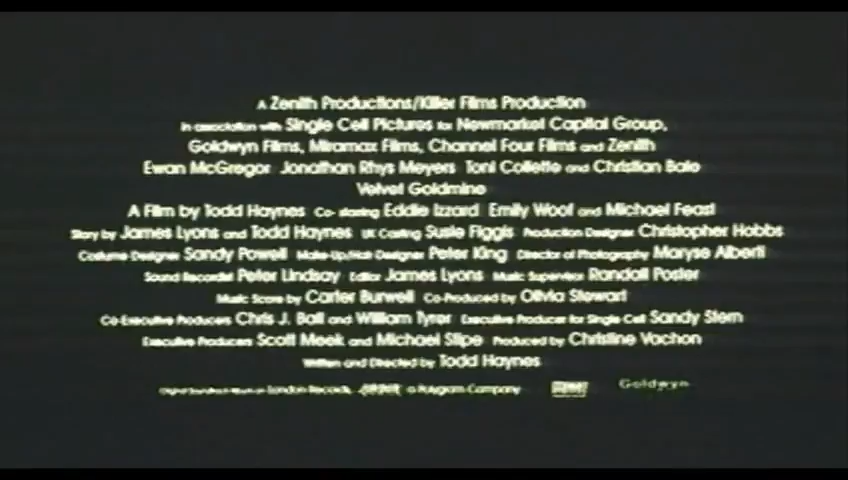 A Zenith Productions/Killer Films Production
In association with Single Cell Pictures for Newmarket Capital Group,
Goldwyn Films, Miramax Films, Channel Four Films and Zenith
Ewan McGregor Jonathan Rhys Meyers Toni Collette and Christian Bale
Velvet Goldmine
A Film by Todd Haynes Co-starring Eddie Izzard Emily Woof and Michael Feast
Story by James Lyons and Todd Haynes UK Casting Susie Figgis Production Designer Christopher Hobbs
Costume Designer Sandy Powell Make-Up/Hair Designer Peter King Director of Photography Maryse Alberti
Sound Recordist Peter Lindsay Editor James Lyons Music Supervisor Randall Poster
Music Score by Carter Burwell Co-Produced by Olivia Stewart
Co-Executive Producers Chris J. Ball and William Tyrer Executive Producer for Single Cell Sandy Stern
Executive Producers Scott Meek and Michael Stipe Produced by Christine Vachon
Written and Directed by Todd Haynes
London Records, a Polygram Company Goldwyn